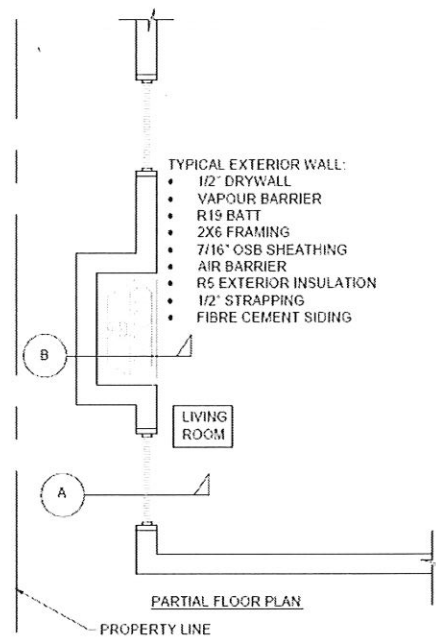 TYPICAL EXTERIOR WALL:
• 1/2" DRYWALL
• VAPOUR BARRIER
• R19 BATT
• 2X6 FRAMING
• 7/16" OSB SHEATHING
• AIR BARRIER
• R5 EXTERIOR INSULATION
• 1/2" STRAPPING
• FIBRE CEMENT SIDING
B
LIVING
ROOM
A
PARTIAL FLOOR PLAN
PROPERTY LINE